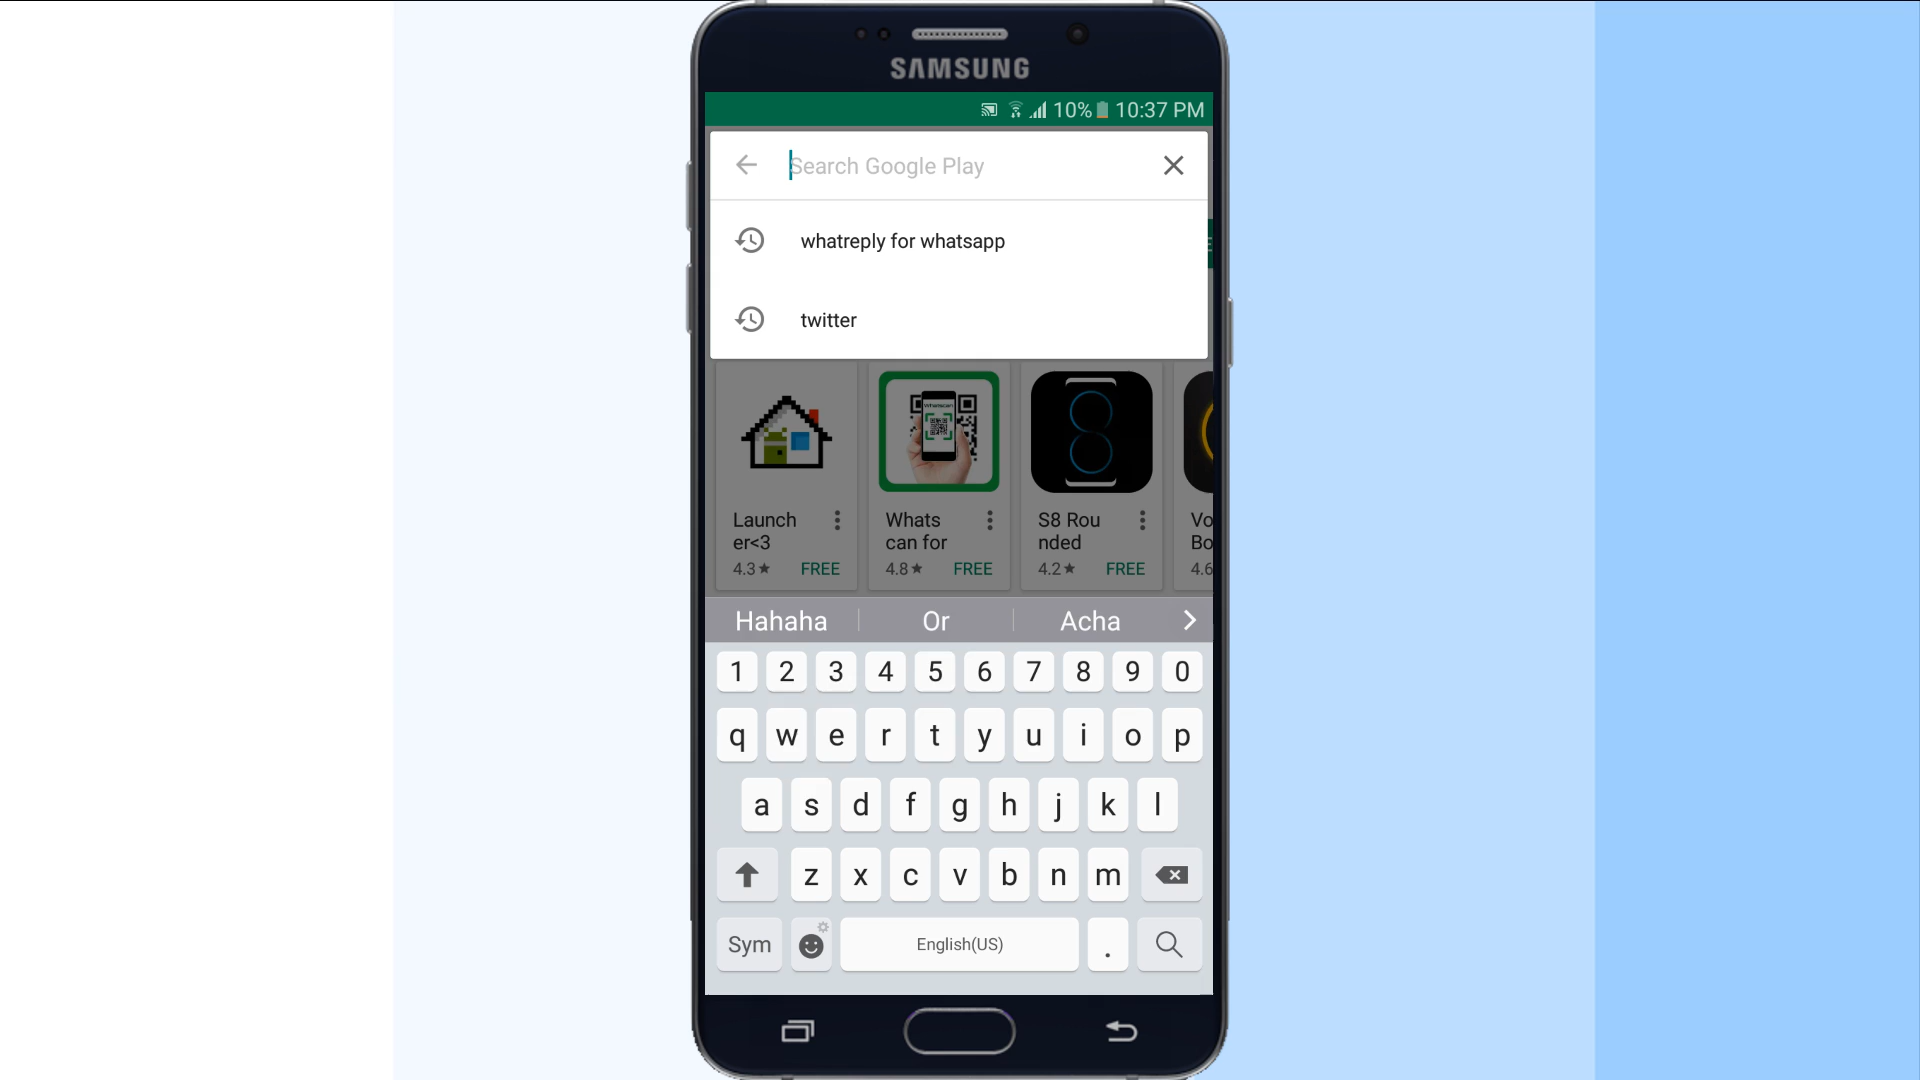 SAMSUNG
10% 10:37 PM
Search Google Play
whatreply for whatsapp
twitter
Launch
er<3
4.3★ FREE
Whats
can for
4.8★ FREE
S8 Rou
nded
4.2★ FREE
Vo
Bo
4.6
Hahaha Or Acha
1 2 3 4 5 6 7 8 9 0
q w e r t y u i o p
a s d f g h j k l
z x c v b n m
Sym English(US) .